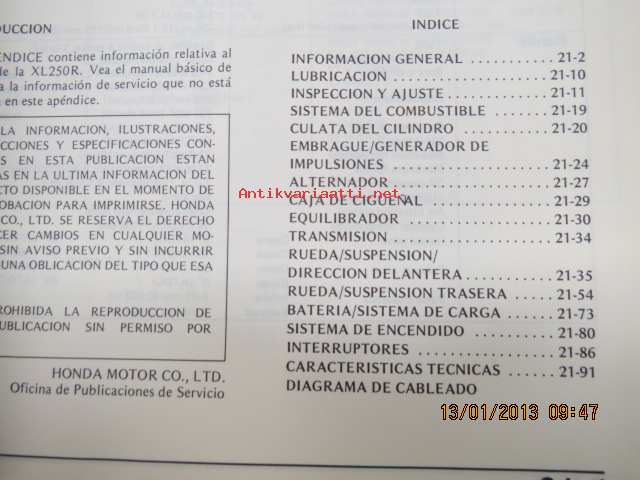 DUCCION
ENDICE contiene información relativa al
de la XL250R. Vea el manual básico de
a la información de servicio que no está
a en este apéndice.
LA INFORMACION, ILUSTRACIONES,
CCIONES Y ESPECIFICACIONES CON-
S EN ESTA PUBLICACION ESTAN
AS EN LA ULTIMA INFORMACION DEL
CTO DISPONIBLE EN EL MOMENTO DE
OBACION PARA IMPRIMIRSE. HONDA
CO., LTD. SE RESERVA EL DERECHO
CER CAMBIOS EN CUALQUIER MO-
SIN AVISO PREVIO Y SIN INCURRIR
UNA OBLICACION DEL TIPO QUE ESA
ROHIBIDA LA REPRODUCCION DE
PUBLICACION SIN PERMISO POR
HONDA MOTOR CO., LTD.
Oficina de Publicaciones de Servicio
INDICE
INFORMACION GENERAL ........... 21-2
LUBRICACION .................... 21-10
INSPECCION Y AJUSTE ............. 21-11
SISTEMA DEL COMBUSTIBLE ........ 21-19
CULATA DEL CILINDRO ............ 21-20
EMBRAGUE/GENERADOR DE
IMPULSIONES .................... 21-24
ALTERNADOR .................... 21-27
CAJA DE CIGUEÑAL ............... 21-29
EQUILIBRADOR ................... 21-30
TRANSMISION .................... 21-34
RUEDA/SUSPENSION/
DIRECCION DELANTERA ............ 21-35
RUEDA/SUSPENSION TRASERA ...... 21-54
BATERIA/SISTEMA DE CARGA ....... 21-73
SISTEMA DE ENCENDIDO ........... 21-80
INTERRUPTORES .................. 21-86
CARACTERISTICAS TECNICAS ....... 21-91
DIAGRAMA DE CABLEADO
Antikvariaatti.net
13/01/2013 09:47